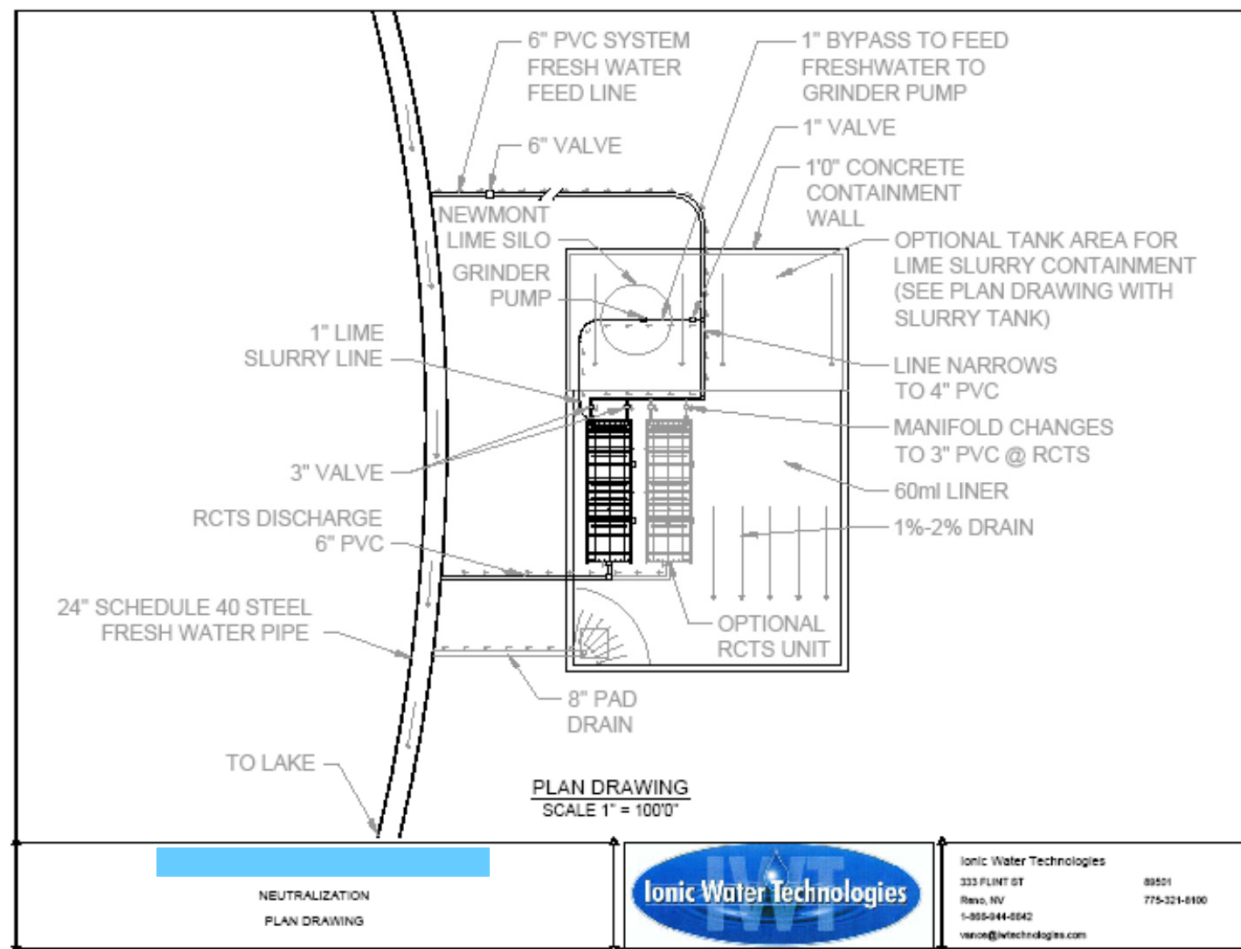 6" PVC SYSTEM
FRESH WATER
FEED LINE
1" BYPASS TO FEED
FRESHWATER TO
GRINDER PUMP
6" VALVE
1" VALVE
1'0" CONCRETE
CONTAINMENT
WALL
NEWMONT
LIME SILO
GRINDER
PUMP
OPTIONAL TANK AREA FOR
LIME SLURRY CONTAINMENT
(SEE PLAN DRAWING WITH
SLURRY TANK)
1" LIME
SLURRY LINE
LINE NARROWS
TO 4" PVC
MANIFOLD CHANGES
TO 3" PVC @ RCTS
3" VALVE
60ml LINER
RCTS DISCHARGE
6" PVC
1%-2% DRAIN
24" SCHEDULE 40 STEEL
FRESH WATER PIPE
OPTIONAL
RCTS UNIT
8" PAD
DRAIN
TO LAKE
PLAN DRAWING
SCALE 1" = 100'0"
NEUTRALIZATION
PLAN DRAWING
IWT
Ionic Water Technologies
Ionic Water Technologies
333 FLINT ST 89501
Reno, NV 775-321-8100